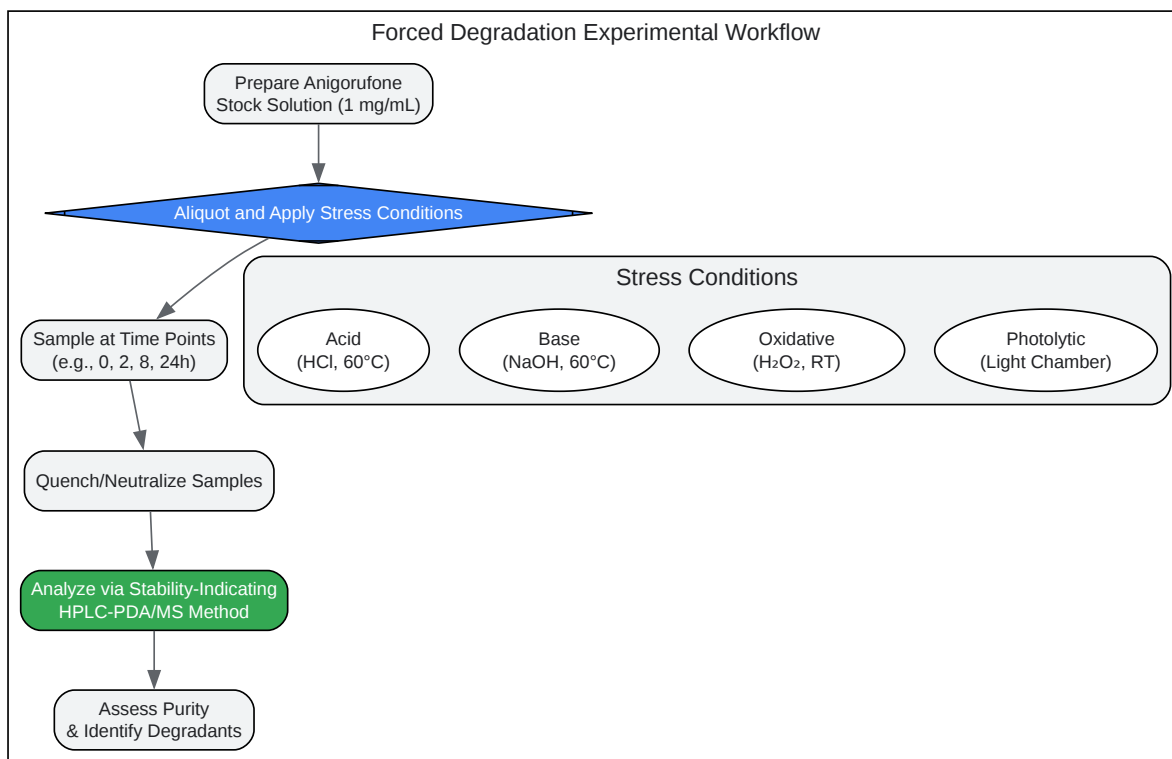 Forced Degradation Experimental Workflow
Prepare Anigorufone
Stock Solution (1 mg/mL)
Aliquot and Apply Stress Conditions
Stress Conditions
Acid
(HCl, 60°C)
Base
(NaOH, 60°C)
Oxidative
(H₂O₂, RT)
Photolytic
(Light Chamber)
Sample at Time Points
(e.g., 0, 2, 8, 24h)
Quench/Neutralize Samples
Analyze via Stability-Indicating
HPLC-PDA/MS Method
Assess Purity
& Identify Degradants